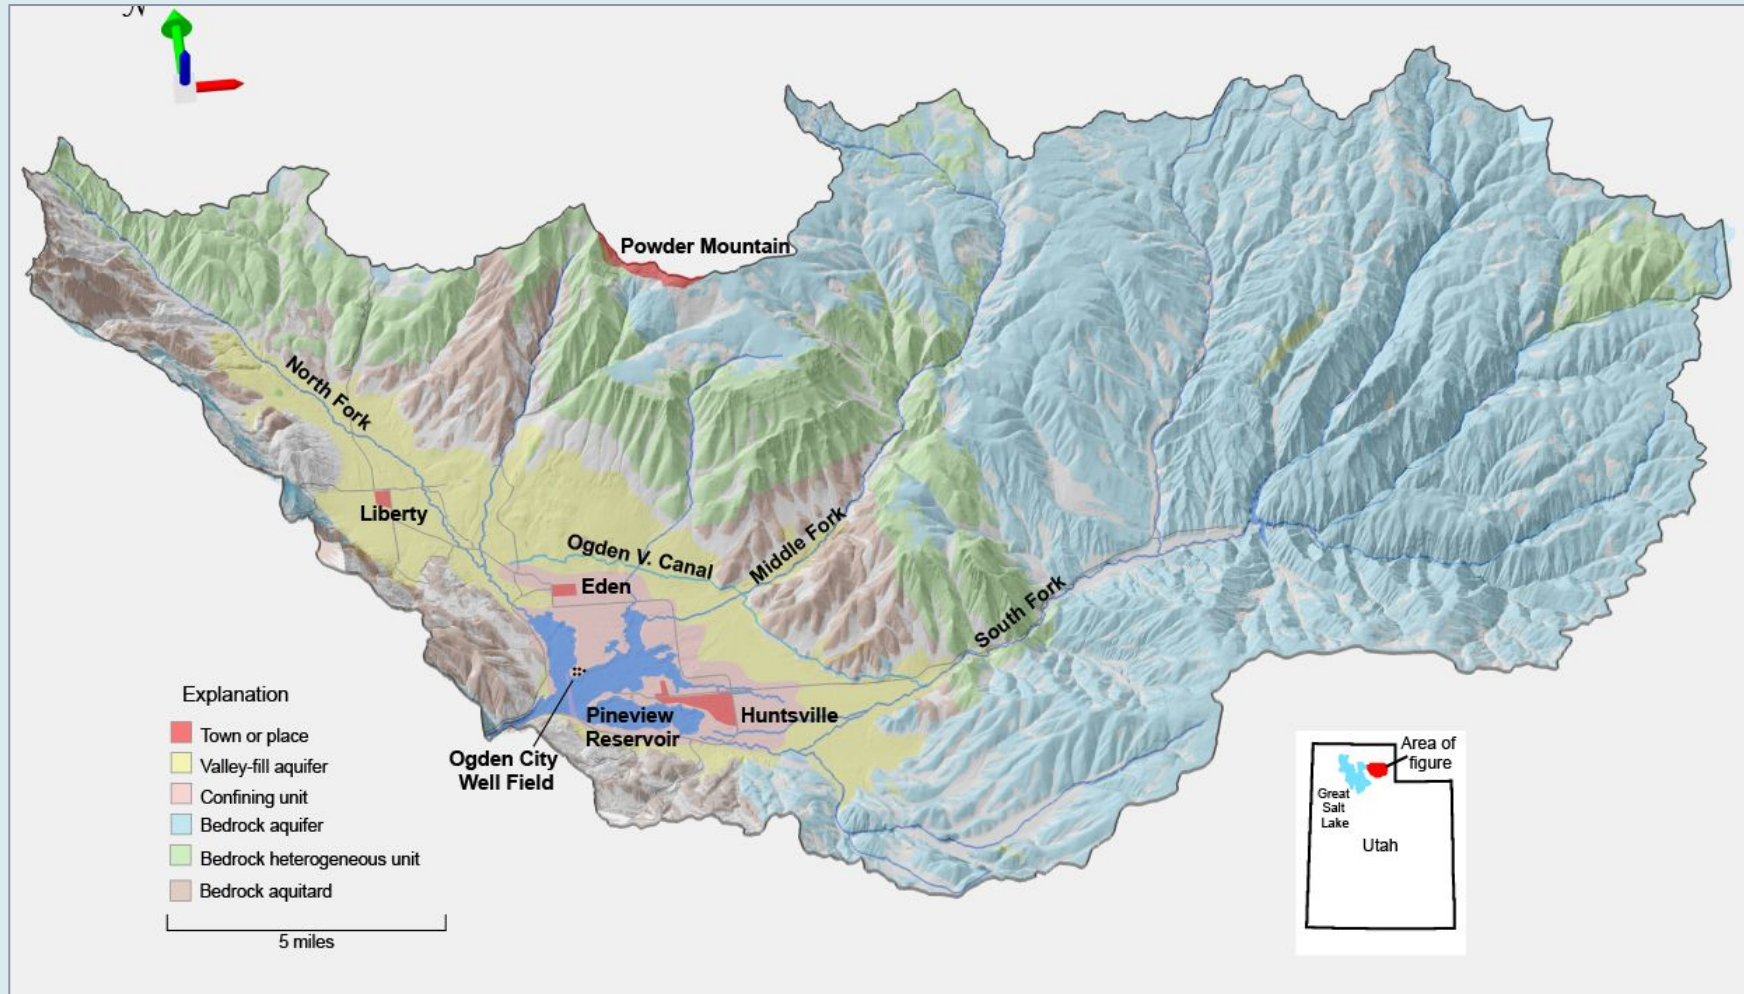 N
Powder Mountain
North Fork
Liberty
Ogden V. Canal
Middle Fork
Eden
South Fork
Pineview
Reservoir
Huntsville
Ogden City
Well Field
Explanation
Town or place
Valley-fill aquifer
Confining unit
Bedrock aquifer
Bedrock heterogeneous unit
Bedrock aquitard
5 miles
Area of
figure
Great
Salt
Lake
Utah